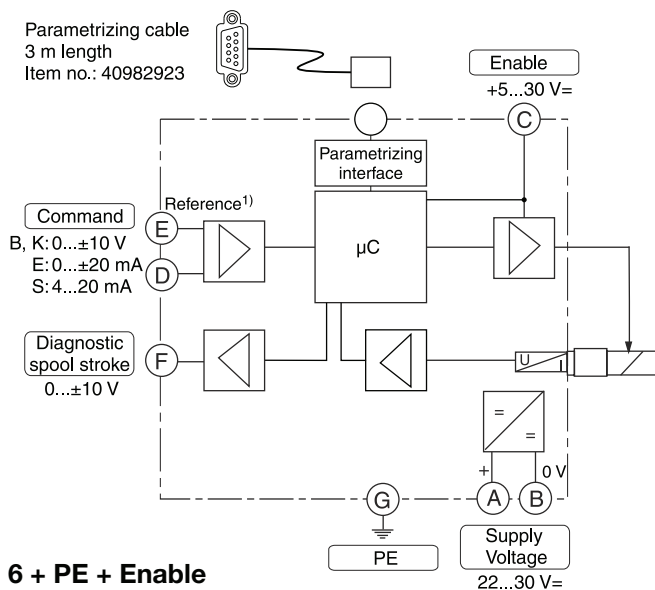 Parametrizing cable
3 m length
Item no.: 40982923
Enable
+5...30 V=
C
Parametrizing
interface
Reference1)
Command
B, K: 0...±10 V
E: 0...±20 mA
S: 4...20 mA
E
D
µC
Diagnostic
spool stroke
0...±10 V
F
U
I
=
=
+
0 V
A
B
G
PE
Supply
Voltage
22...30 V=
6 + PE + Enable